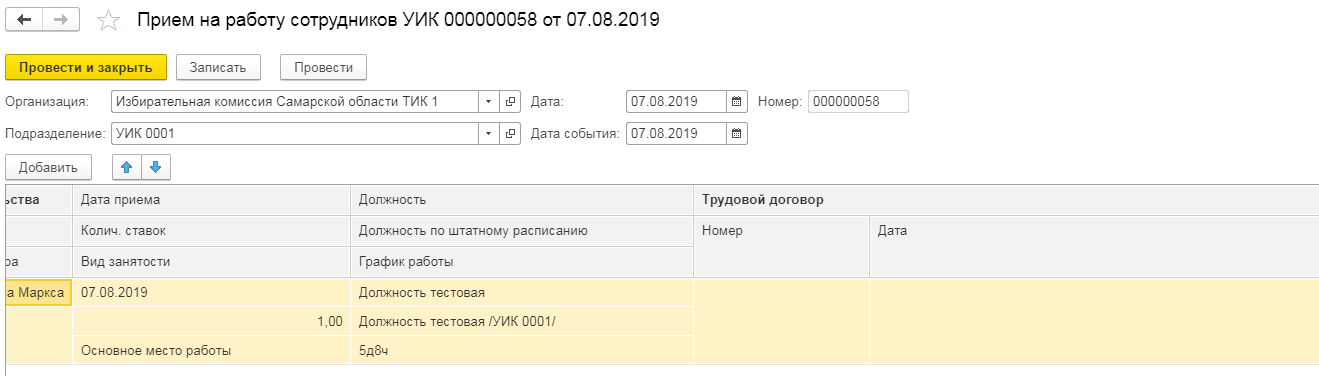 Прием на работу сотрудников УИК 000000058 от 07.08.2019
Провести и закрыть Записать Провести
Организация: Избирательная комиссия Самарской области ТИК 1 Дата: 07.08.2019 Номер: 000000058
Подразделение: УИК 0001 Дата события: 07.08.2019
Добавить
ьства Дата приема Должность Трудовой договор
Колич. ставок Должность по штатному расписанию Номер Дата
ра Вид занятости График работы
а Маркса 07.08.2019 Должность тестовая
1,00 Должность тестовая /УИК 0001/
Основное место работы 5д8ч